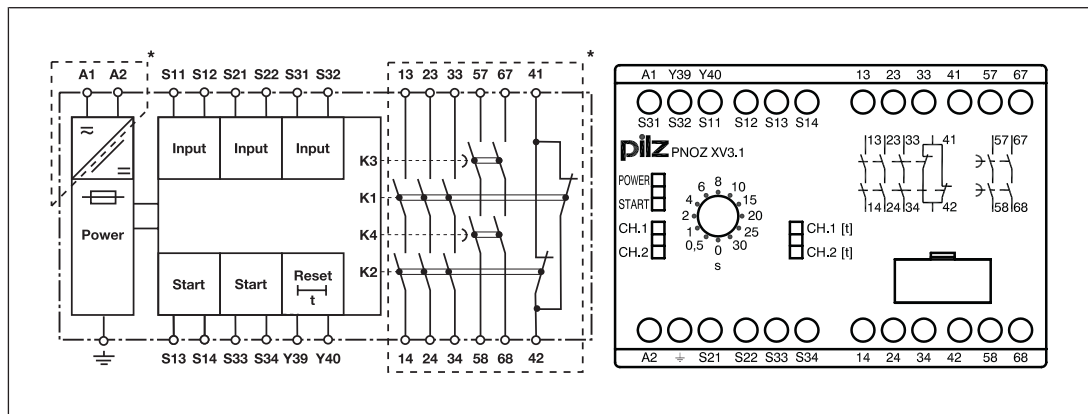 *
A1 A2 S11 S12 S21 S22 S31 S32 13 23 33 57 67 41
*
Input Input Input
K3
K1
Power
K4
K2
Start Start Reset
t
S13 S14 S33 S34 Y39 Y40 14 24 34 58 68 42
A1 Y39 Y40 13 23 33 41 57 67
S31 S32 S11 S12 S13 S14
pilz PNOZ XV3.1
13 23 33 41 57 67
14 24 34 42 58 68
POWER
START
CH.1
CH.2
0 0,5 1 2 4 6 8 10 15 20 25 30
s
CH.1 [t]
CH.2 [t]
A2 S21 S22 S33 S34 14 24 34 42 58 68